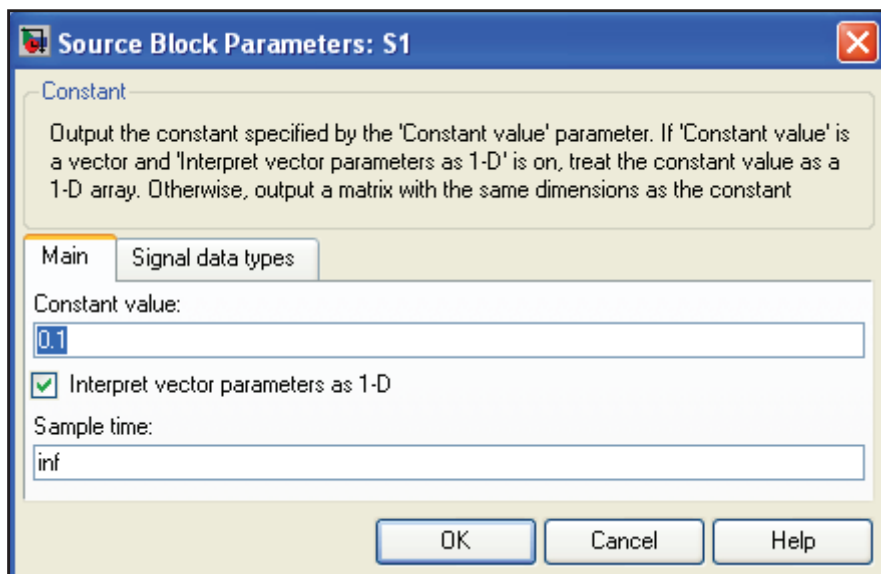 Source Block Parameters: S1
Constant
Output the constant specified by the 'Constant value' parameter. If 'Constant value' is
a vector and 'Interpret vector parameters as 1-D' is on, treat the constant value as a
1-D array. Otherwise, output a matrix with the same dimensions as the constant
Main Signal data types
Constant value:
0.1
Interpret vector parameters as 1-D
Sample time:
inf
OK Cancel Help